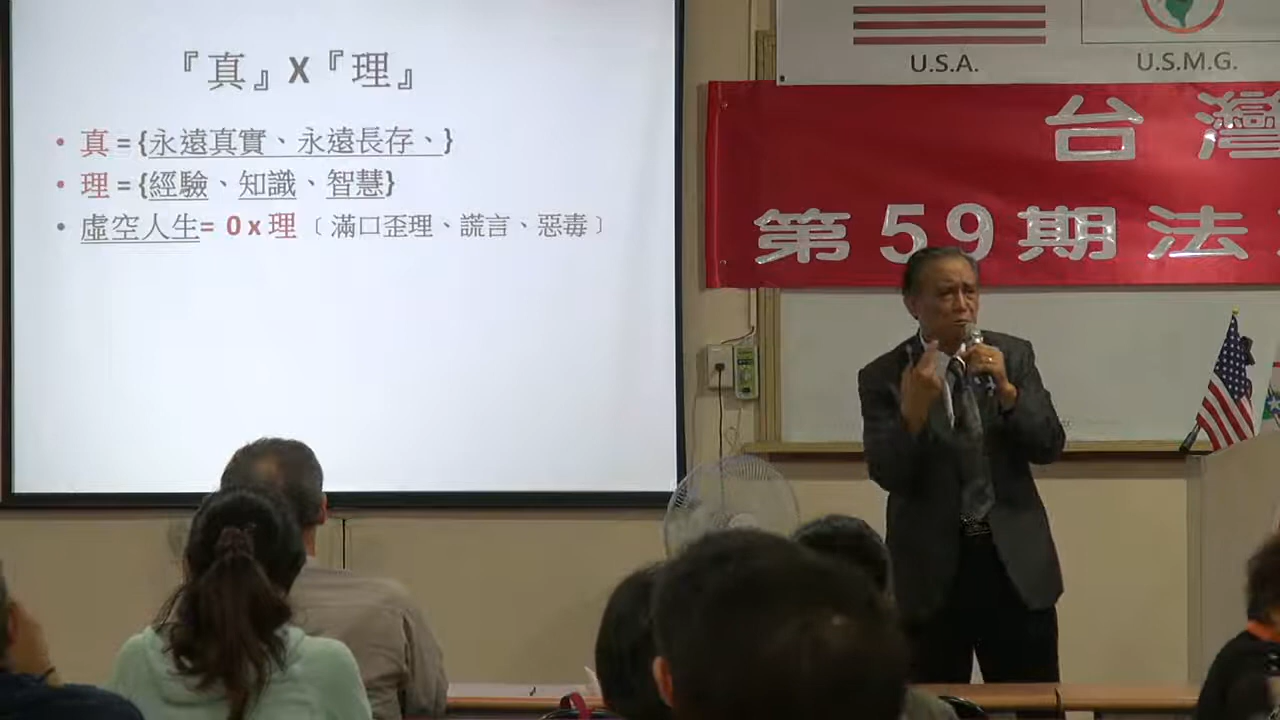 『真』X『理』
• 真 = {永遠真實、永遠長存、}
• 理 = {經驗、知識、智慧}
• 虛空人生= 0 x 理﹝滿口歪理、謊言、惡毒﹞
U.S.A.
U.S.M.G.
台灣
第59期法